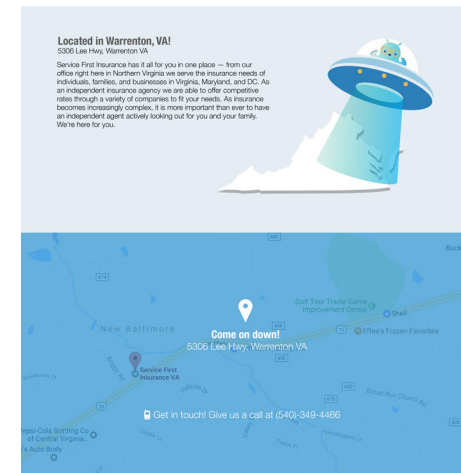 Located in Warrenton, VA!
5306 Lee Hwy, Warrenton VA
Service First Insurance has it all for you in one place — from our
office right here in Northern Virginia we serve the insurance needs of
individuals, families, and businesses in Virginia, Maryland, and DC. As
an independent insurance agency we are able to offer competitive
rates through a variety of companies to fit your needs. As insurance
becomes increasingly complex, it is more important than ever to have
an independent agent actively looking out for you and your family.
We're here for you.
Buck
674
Golf Tour Trailer Game
Improvement Center
Shell
New Baltimore
15
Effee's Frozen Favorites
Come on down!
5306 Lee Hwy, Warrenton VA
Service First
Insurance VA
600
673
Broad Run Church Rd
29
Get in touch! Give us a call at (540)-349-4466
Pepsi-Cola Bottling Co
of Central Virginia...
's Auto Body